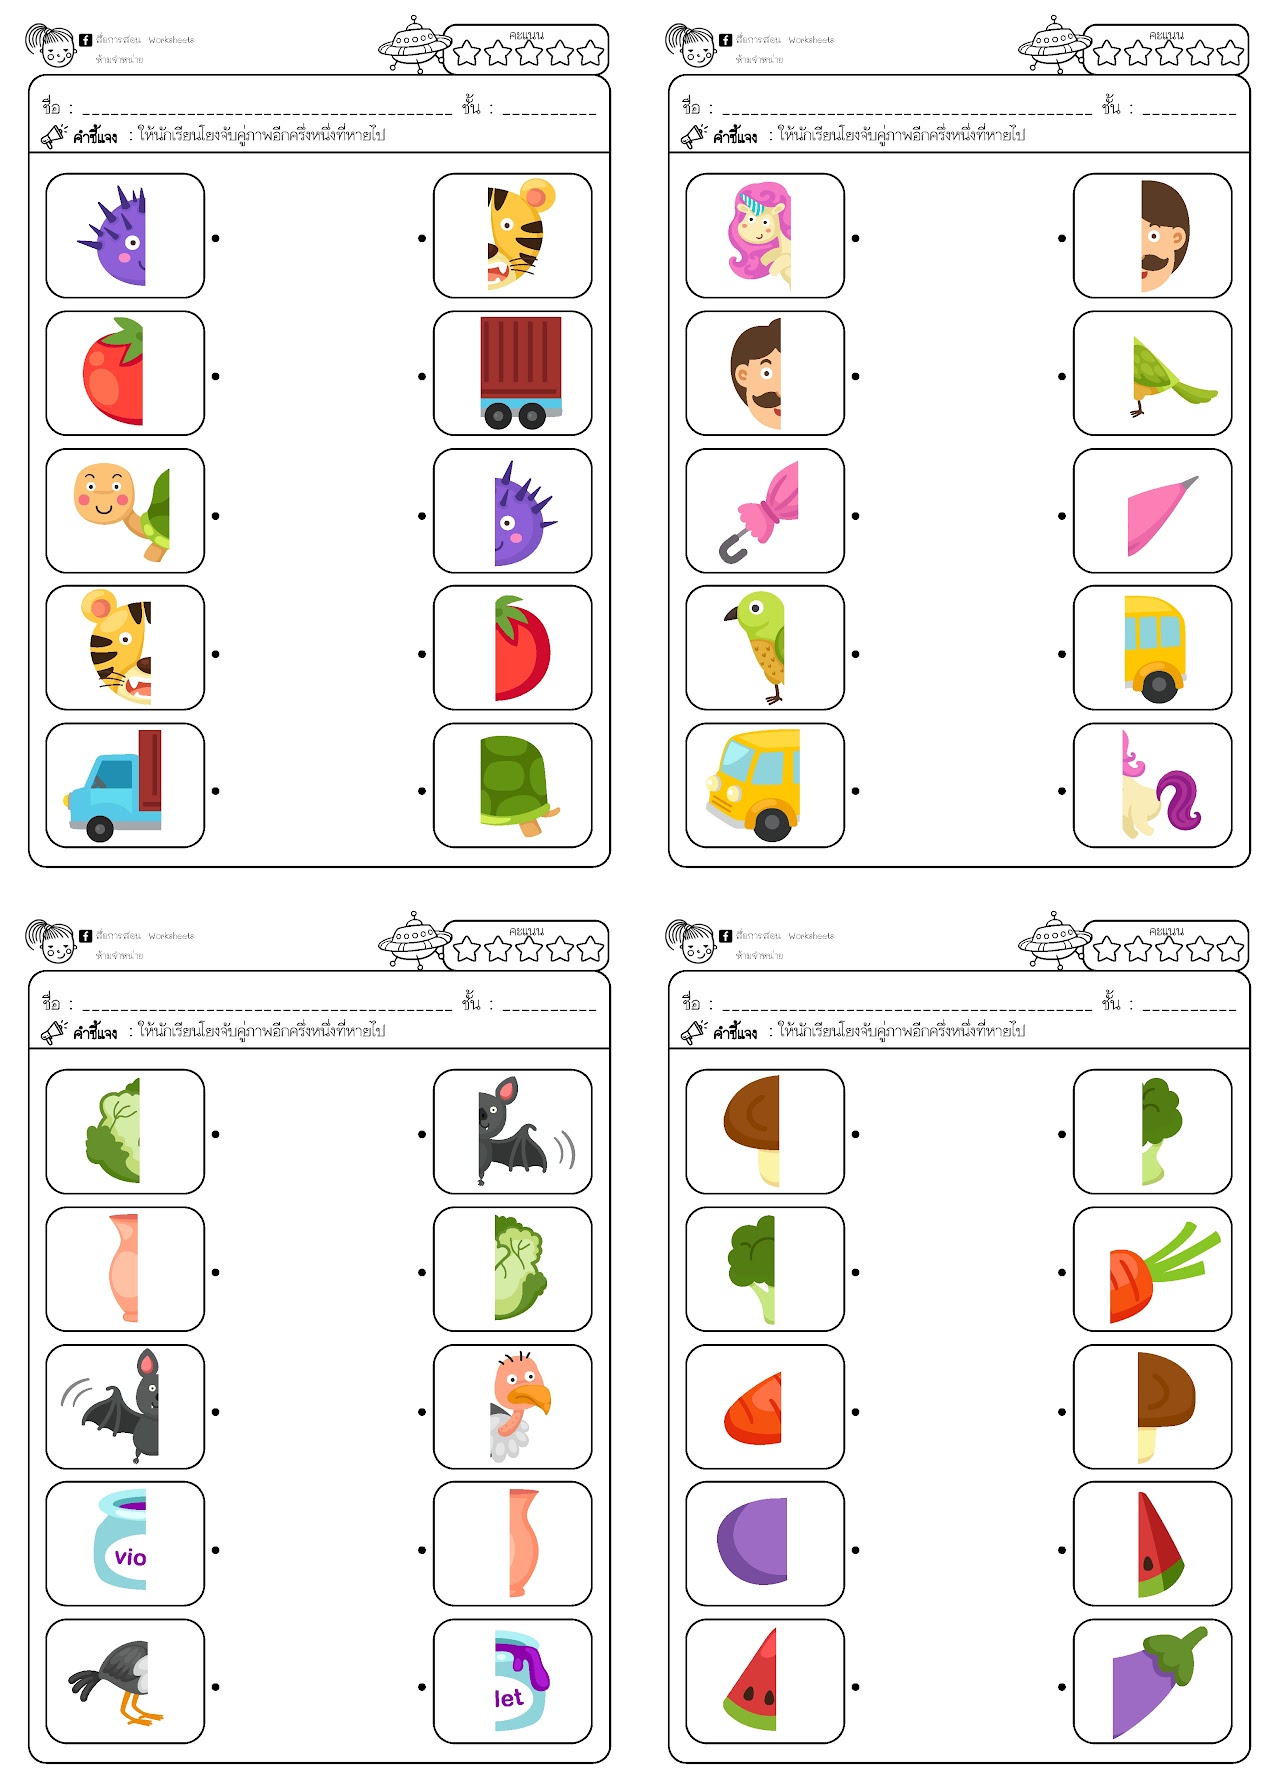 สื่อการสอน Worksheets
ห้ามจำหน่าย
คะแนน
ชื่อ : ชั้น :
คำชี้แจง : ให้นักเรียนโยงจับคู่ภาพอีกครึ่งหนึ่งที่หายไป
สื่อการสอน Worksheets
ห้ามจำหน่าย
คะแนน
ชื่อ : ชั้น :
คำชี้แจง : ให้นักเรียนโยงจับคู่ภาพอีกครึ่งหนึ่งที่หายไป
สื่อการสอน Worksheets
ห้ามจำหน่าย
คะแนน
ชื่อ : ชั้น :
คำชี้แจง : ให้นักเรียนโยงจับคู่ภาพอีกครึ่งหนึ่งที่หายไป
vio
let
สื่อการสอน Worksheets
ห้ามจำหน่าย
คะแนน
ชื่อ : ชั้น :
คำชี้แจง : ให้นักเรียนโยงจับคู่ภาพอีกครึ่งหนึ่งที่หายไป